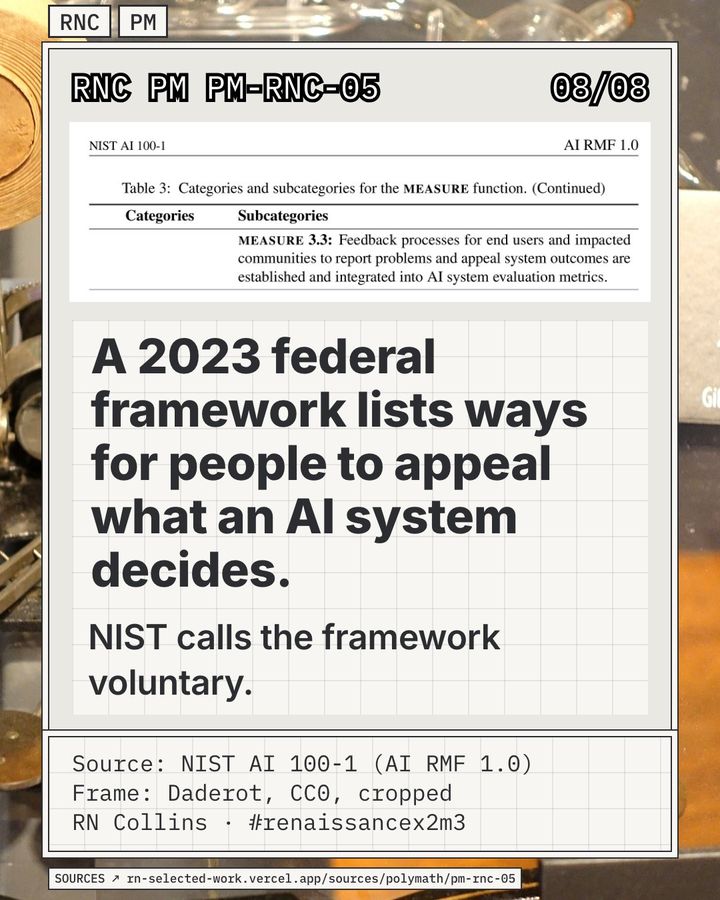 RNC PM
RNC PM PM-RNC-05 08/08
NIST AI 100-1 AI RMF 1.0
Table 3: Categories and subcategories for the MEASURE function. (Continued)
Categories Subcategories
MEASURE 3.3: Feedback processes for end users and impacted
communities to report problems and appeal system outcomes are
established and integrated into AI system evaluation metrics.
A 2023 federal
framework lists ways
for people to appeal
what an AI system
decides.
NIST calls the framework
voluntary.
Source: NIST AI 100-1 (AI RMF 1.0)
Frame: Daderot, CC0, cropped
RN Collins · #renaissancex2m3
SOURCES ↗ rn-selected-work.vercel.app/sources/polymath/pm-rnc-05